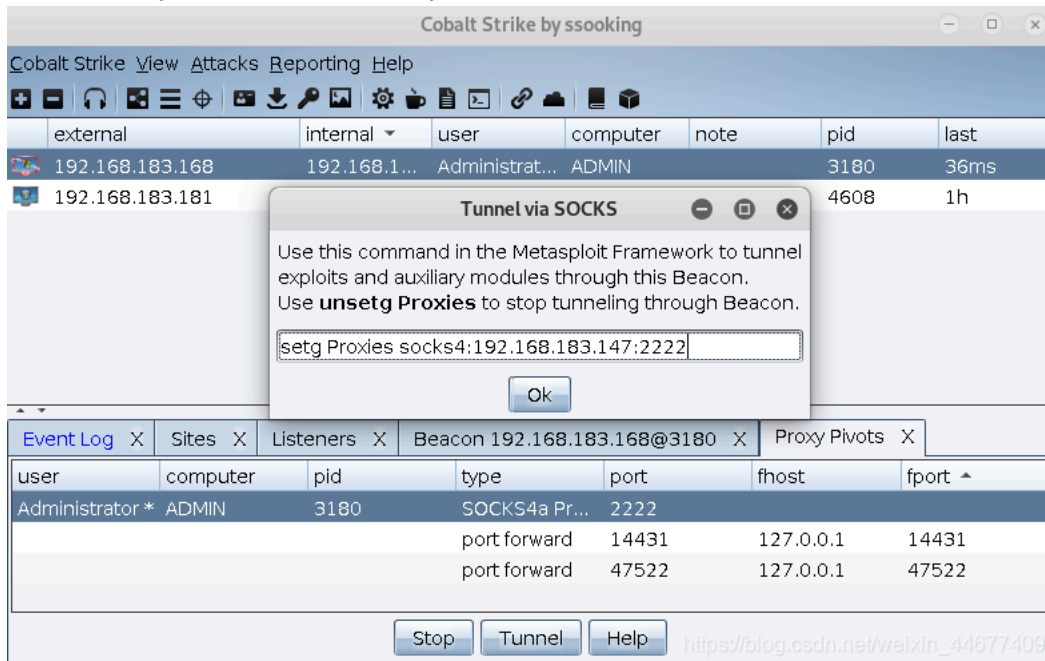 Cobalt Strike by ssooking
Cobalt Strike View Attacks Reporting Help
external internal user computer note pid last
192.168.183.168 192.168.1... Administrat... ADMIN 3180 36ms
192.168.183.181 4608 1h
Tunnel via SOCKS
Use this command in the Metasploit Framework to tunnel
exploits and auxiliary modules through this Beacon.
Use unsetg Proxies to stop tunneling through Beacon.
setg Proxies socks4:192.168.183.147:2222
Ok
Event Log X Sites X Listeners X Beacon 192.168.183.168@3180 X Proxy Pivots X
user computer pid type port fhost fport
Administrator * ADMIN 3180 SOCKS4a Pr... 2222
port forward 14431 127.0.0.1 14431
port forward 47522 127.0.0.1 47522
Stop Tunnel Help
https://blog.csdn.net/weixin_44677409